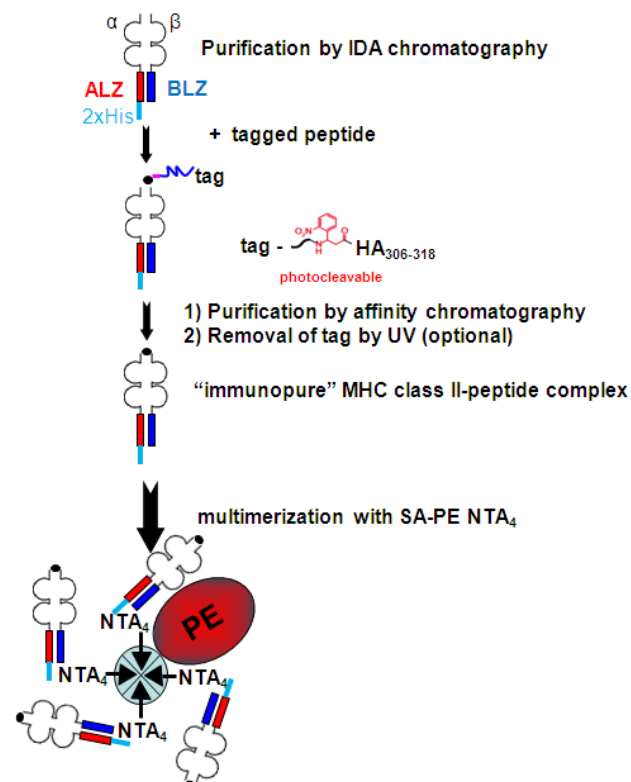 α β
Purification by IDA chromatography
ALZ BLZ
2xHis
+ tagged peptide
tag
O₂N
N
H
O
tag - HA₃₀₆₋₃₁₈
photocleavable
1) Purification by affinity chromatography
2) Removal of tag by UV (optional)
“immunopure” MHC class II-peptide complex
multimerization with SA-PE NTA₄
PE
NTA₄
NTA₄ NTA₄
NTA₄